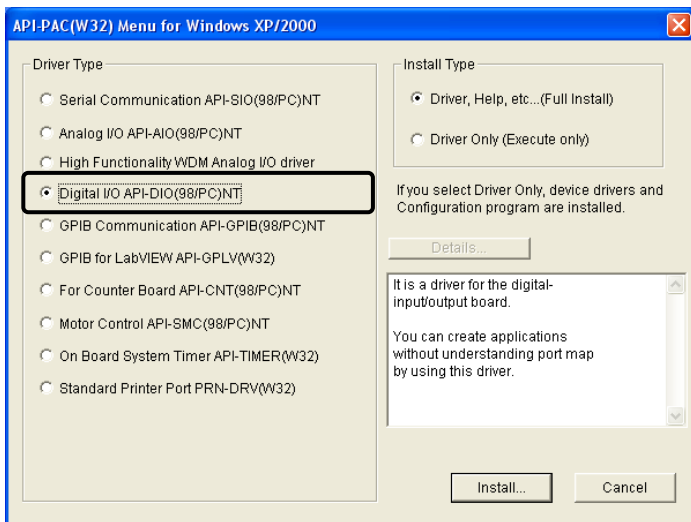 API-PAC(W32) Menu for Windows XP/2000
Driver Type
Serial Communication API-SIO(98/PC)NT
Analog I/O API-AIO(98/PC)NT
High Functionality WDM Analog I/O driver
Digital I/O API-DIO(98/PC)NT
GPIB Communication API-GPIB(98/PC)NT
GPIB for LabVIEW API-GPLV(W32)
For Counter Board API-CNT(98/PC)NT
Motor Control API-SMC(98/PC)NT
On Board System Timer API-TIMER(W32)
Standard Printer Port PRN-DRV(W32)
Install Type
Driver, Help, etc...(Full Install)
Driver Only (Execute only)
If you select Driver Only, device drivers and
Configuration program are installed.
Details...
It is a driver for the digital-
input/output board.
You can create applications
without understanding port map
by using this driver.
Install...
Cancel